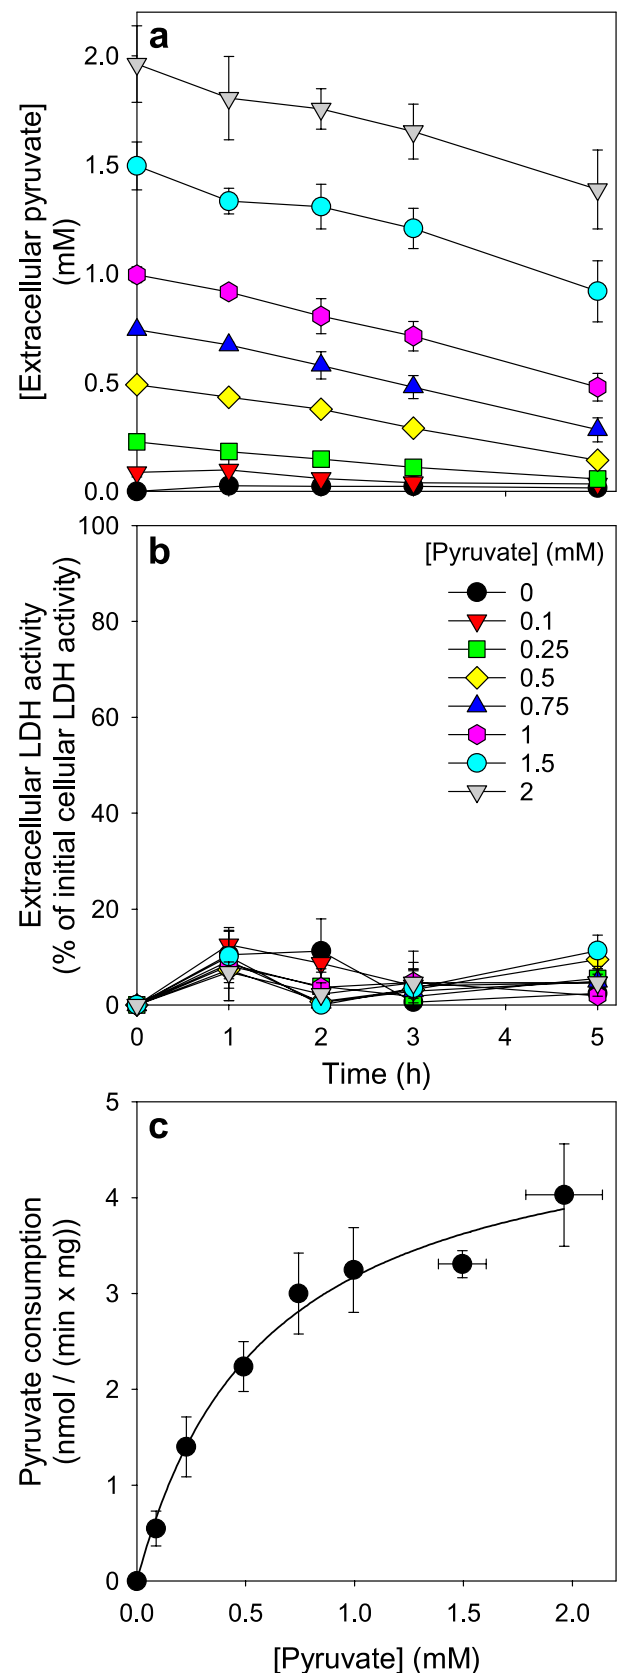 a
[Extracellular pyruvate]
(mM)
2.0
1.5
1.0
0.5
0.0
b
Extracellular LDH activity
(% of initial cellular LDH activity)
100
80
60
40
20
0
[Pyruvate] (mM)
0
0.1
0.25
0.5
0.75
1
1.5
2
0 1 2 3 4 5
Time (h)
c
Pyruvate consumption
(nmol / (min x mg))
5
4
3
2
1
0
0.0 0.5 1.0 1.5 2.0
[Pyruvate] (mM)